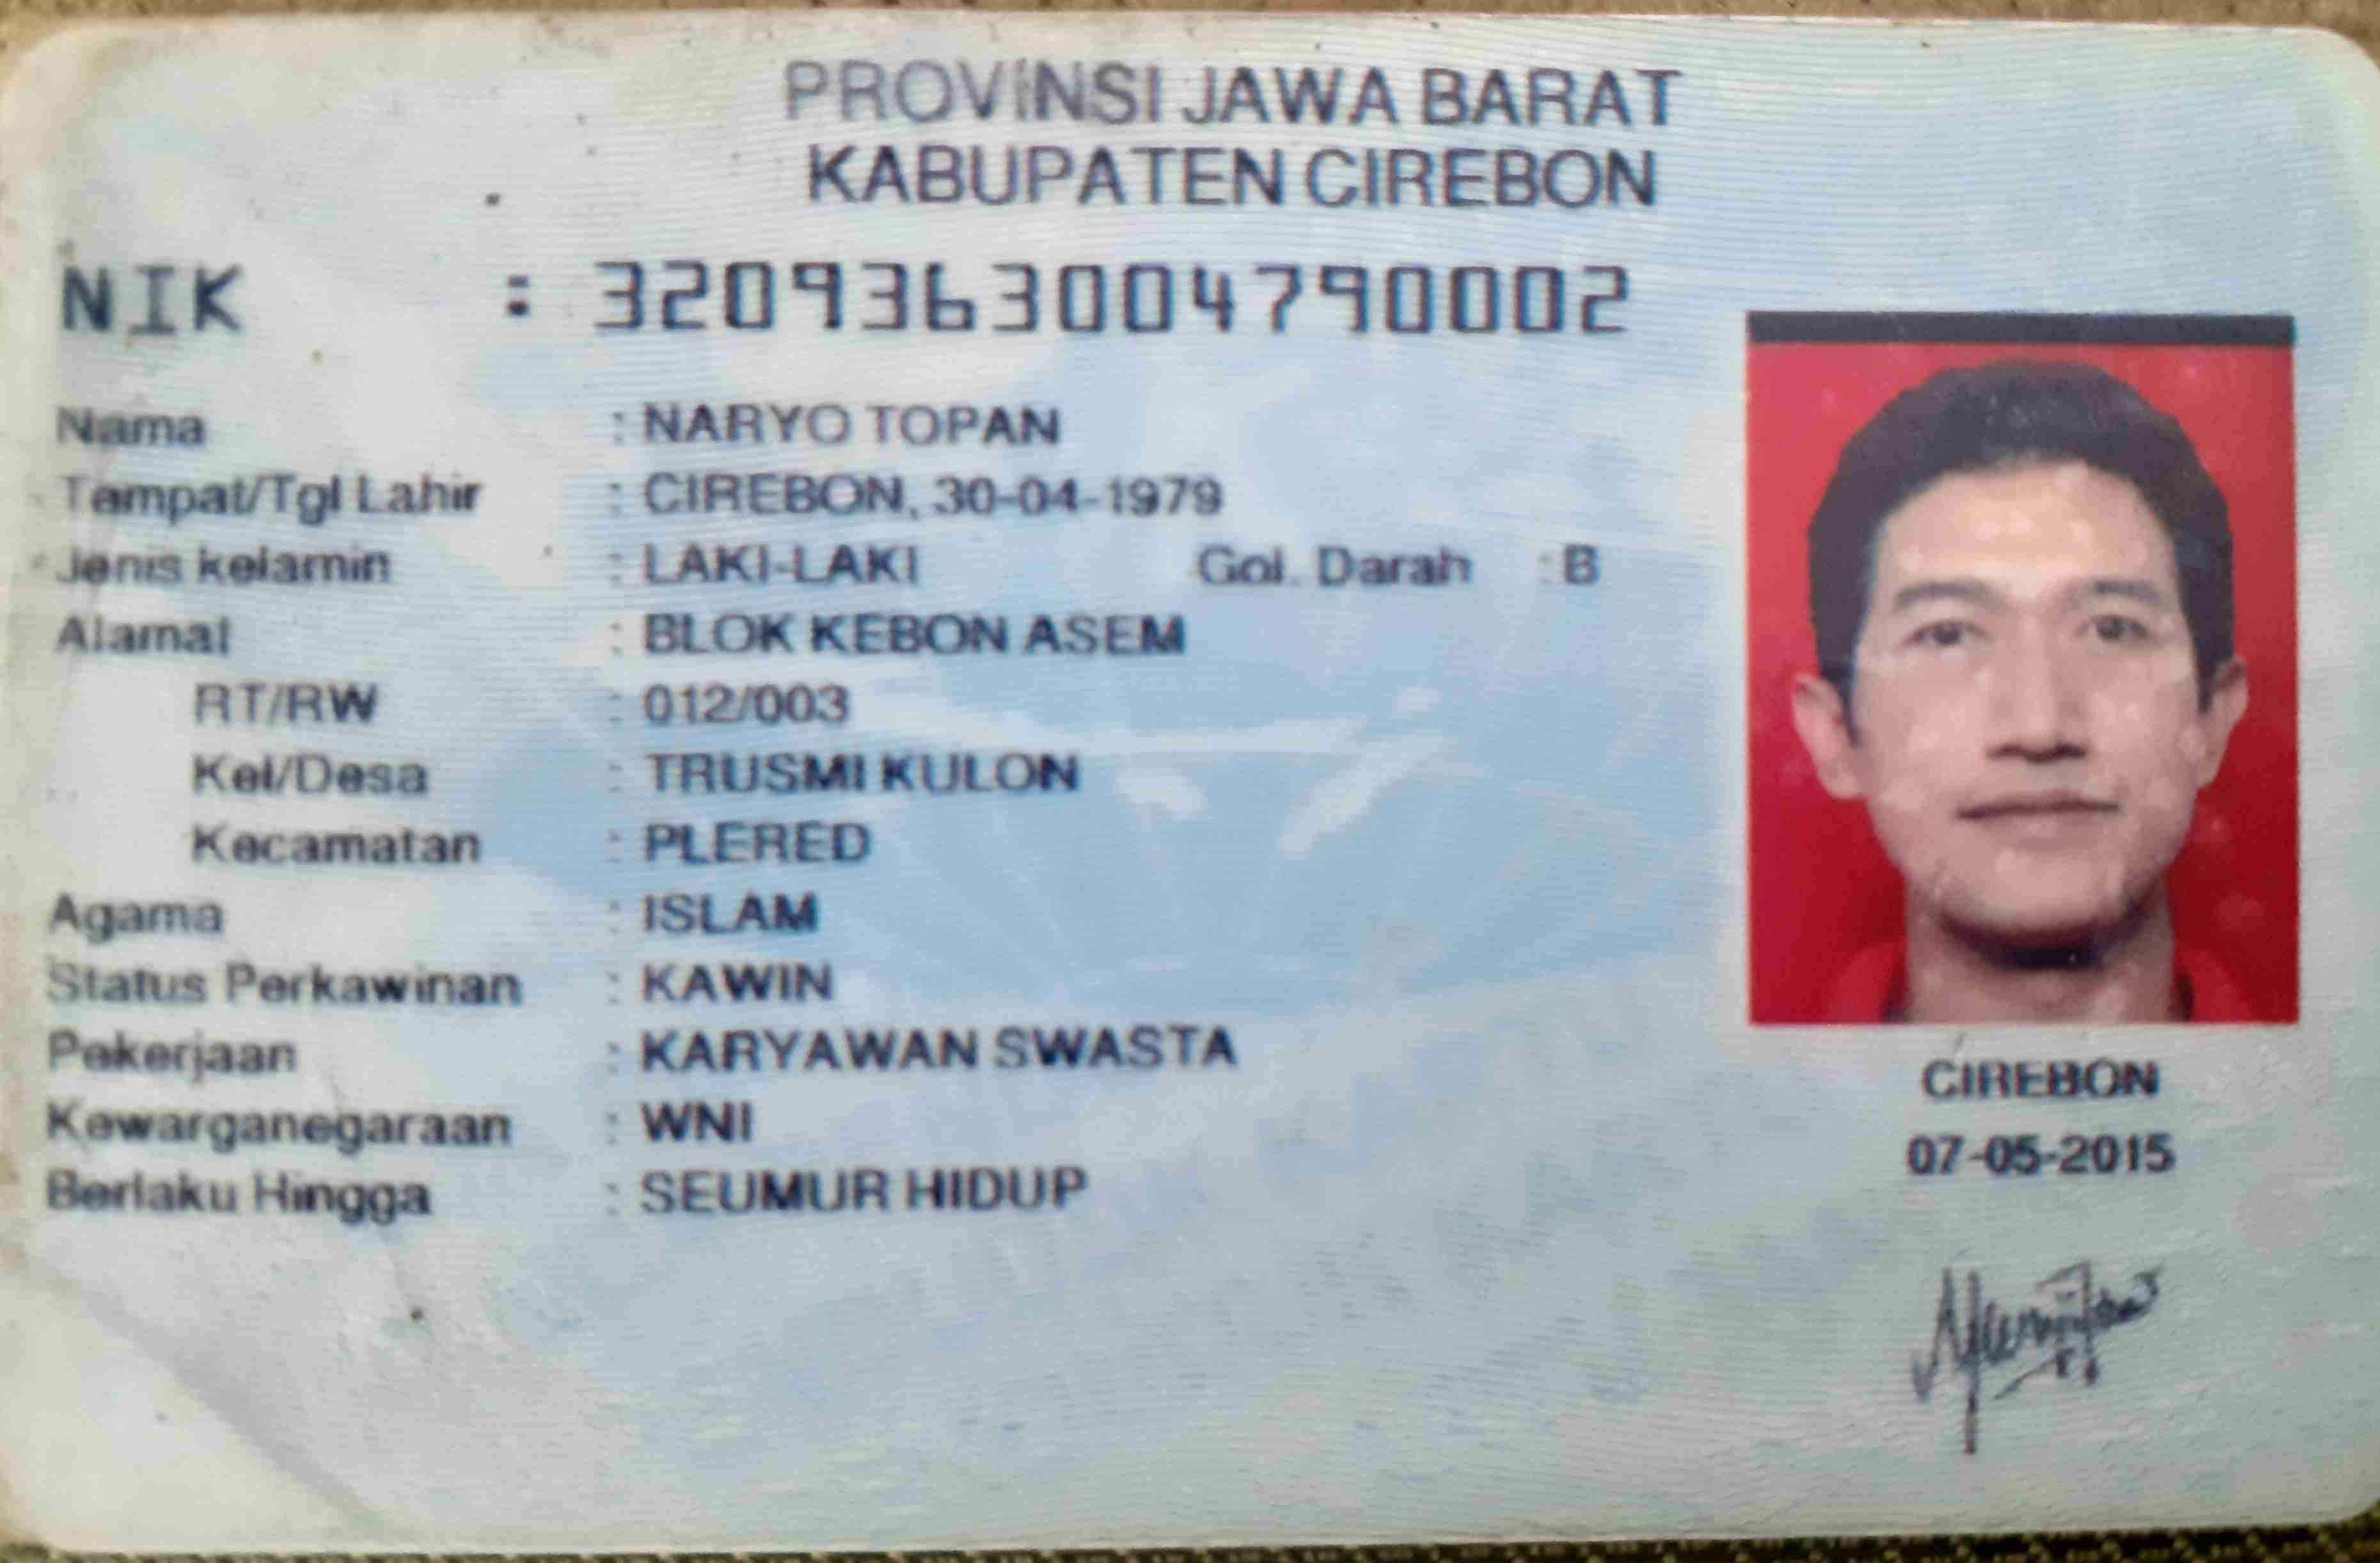 PROVINSI JAWA BARAT
KABUPATEN CIREBON
NIK : 3209363004790002
Nama : NARYO TOPAN
Tempat/Tgl Lahir : CIREBON, 30-04-1979
Jenis kelamin : LAKI-LAKI Gol. Darah : B
Alamat : BLOK KEBON ASEM
RT/RW : 012/003
Kel/Desa : TRUSMI KULON
Kecamatan : PLERED
Agama : ISLAM
Status Perkawinan : KAWIN
Pekerjaan : KARYAWAN SWASTA
Kewarganegaraan : WNI
Berlaku Hingga : SEUMUR HIDUP
CIREBON
07-05-2015